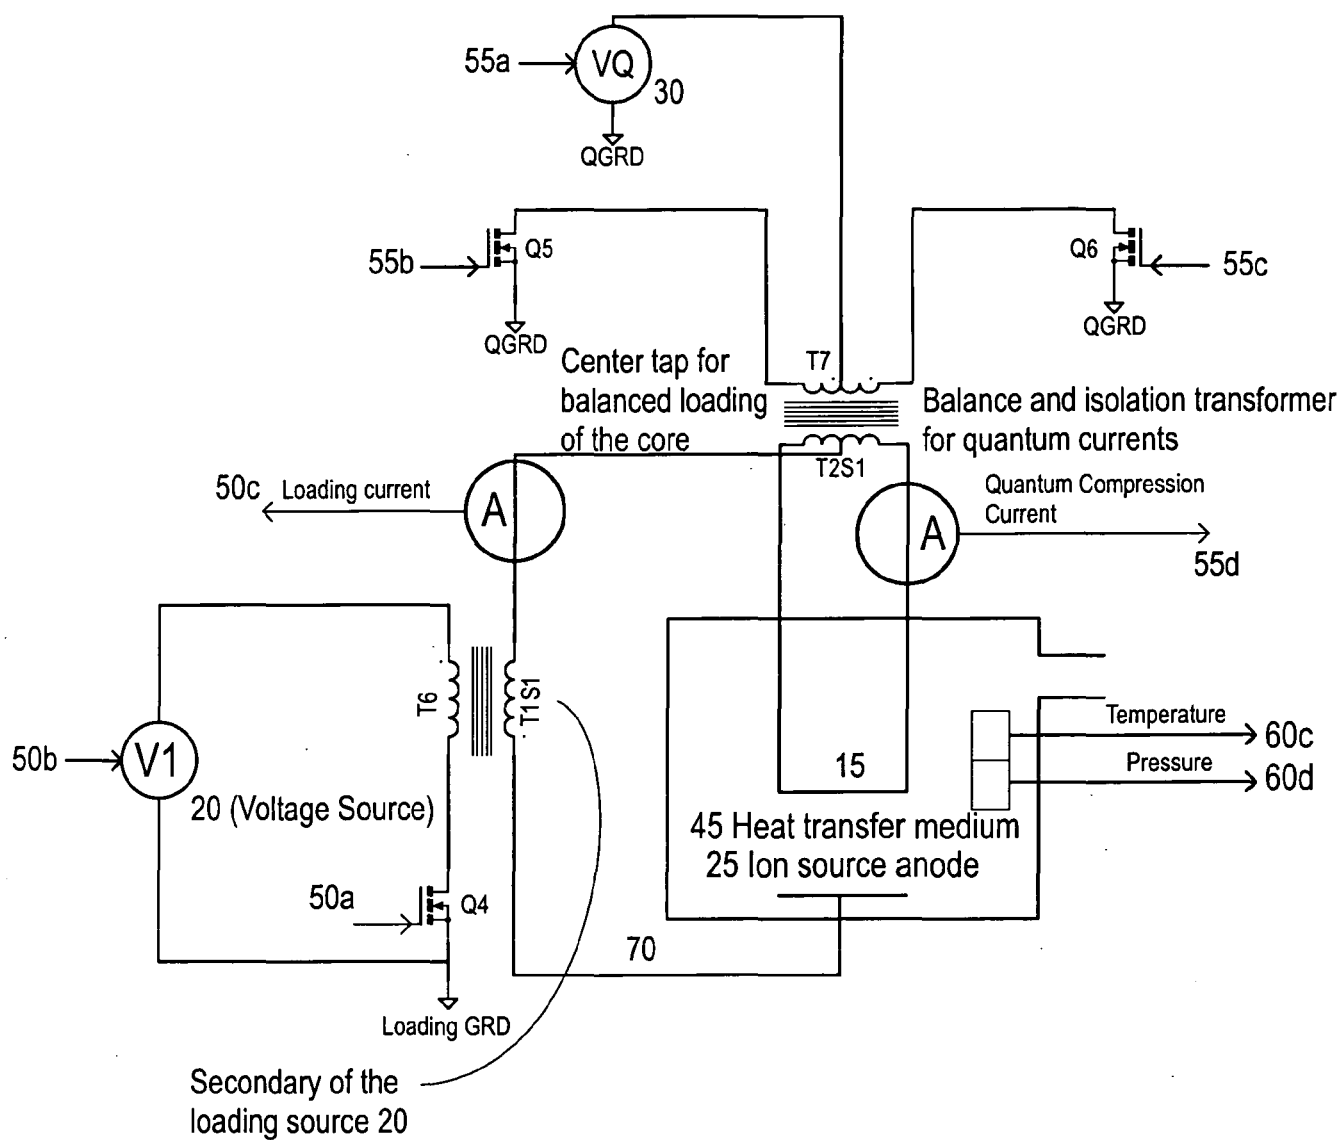 55a
VQ
30
QGRD
55b
Q5
QGRD
Q6
55c
QGRD
Center tap for
balanced loading
of the core
T7
Balance and isolation transformer
for quantum currents
T2S1
50c
Loading current
A
A
Quantum Compression
Current
55d
T6
T1S1
50b
V1
20 (Voltage Source)
50a
Q4
Loading GRD
15
45 Heat transfer medium
25 Ion source anode
Temperature
60c
Pressure
60d
70
Secondary of the
loading source 20